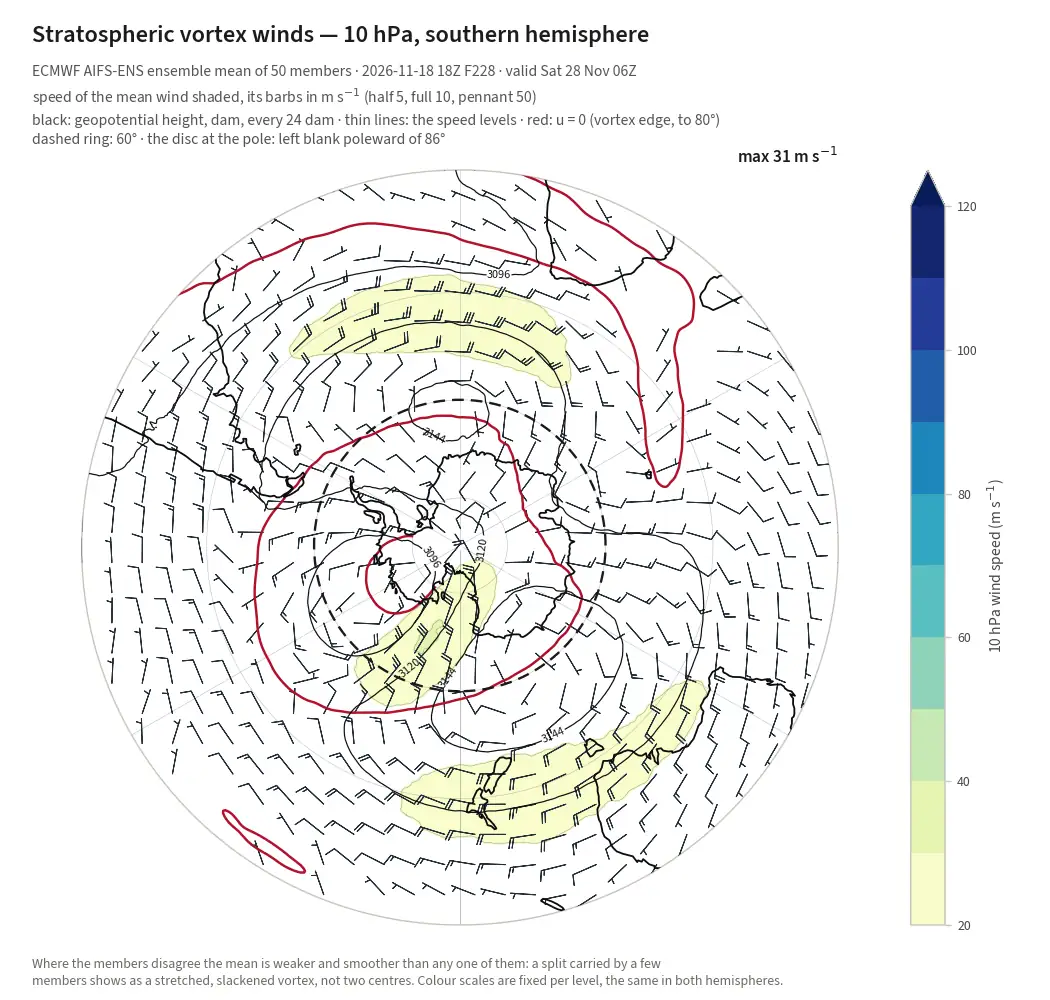 Stratospheric vortex winds — 10 hPa, southern hemisphere
ECMWF AIFS-ENS ensemble mean of 50 members · 2026-11-18 18Z F228 · valid Sat 28 Nov 06Z
speed of the mean wind shaded, its barbs in m s⁻¹ (half 5, full 10, pennant 50)
black: geopotential height, dam, every 24 dam · thin lines: the speed levels · red: u = 0 (vortex edge, to 80°)
dashed ring: 60° · the disc at the pole: left blank poleward of 86°
max 31 m s⁻¹
120
100
80
60
40
20
10 hPa wind speed (m s⁻¹)
3096
2144
3096
3120
3120
3144
3144
Where the members disagree the mean is weaker and smoother than any one of them: a split carried by a few
members shows as a stretched, slackened vortex, not two centres. Colour scales are fixed per level, the same in both hemispheres.